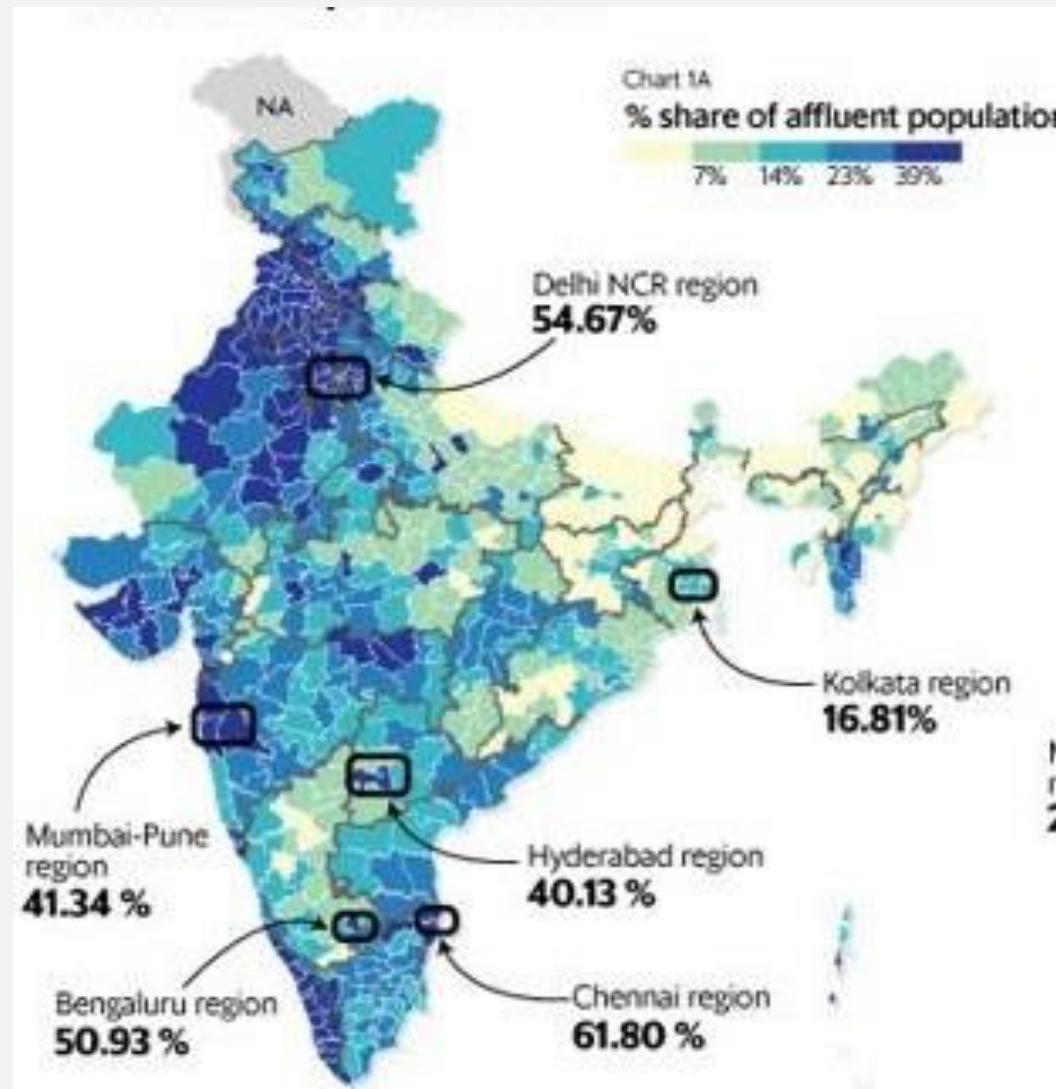 Chart 1A
% share of affluent population
7% 14% 23% 39%
NA
Delhi NCR region
54.67%
Kolkata region
16.81%
Mumbai-Pune
region
41.34 %
Hyderabad region
40.13 %
Bengaluru region
50.93 %
Chennai region
61.80 %